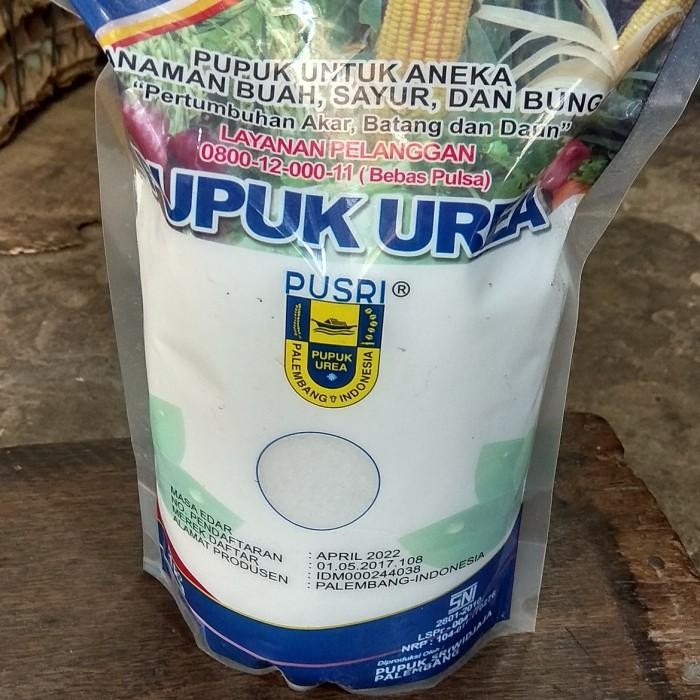 PUPUK UNTUK ANEKA
ANAMAN BUAH, SAYUR, DAN BUNG
"Pertumbuhan Akar, Batang dan Daun"
LAYANAN PELANGGAN
0800-12-000-11 (Bebas Pulsa)
PUPUK UREA
PUSRI®
PUPUK
UREA
PALEMBANG INDONESIA
MASA EDAR : APRIL 2022
NO. PENDAFTARAN : 01.05.2017.108
MEREK DAFTAR : IDM000244038
ALAMAT PRODUSEN : PALEMBANG-INDONESIA
SNI
2801-2010
Diproduksi Oleh
PUPUK SRIWIDJAJA
PALEMBANG